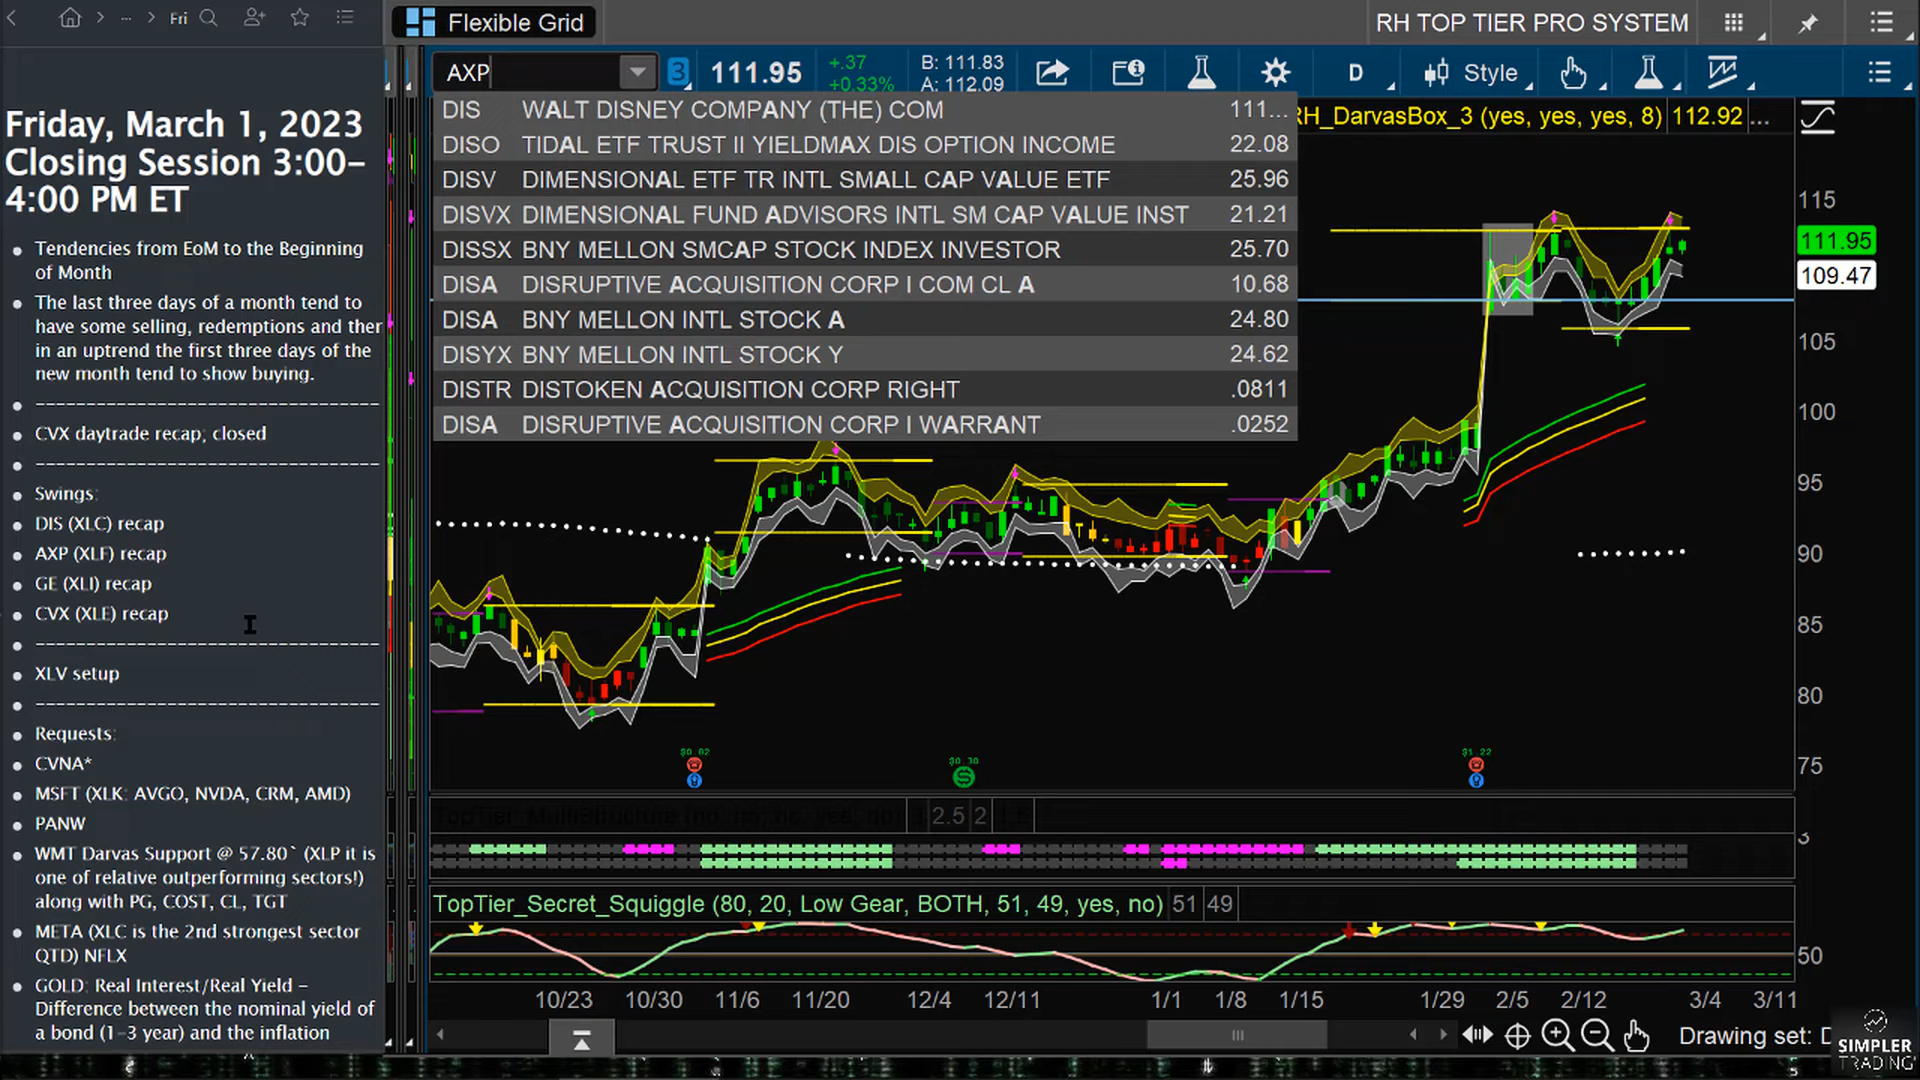 Fri
Flexible Grid
RH TOP TIER PRO SYSTEM
Friday, March 1, 2023
Closing Session 3:00-
4:00 PM ET
Tendencies from EoM to the Beginning
of Month
The last three days of a month tend to
have some selling, redemptions and then
in an uptrend the first three days of the
new month tend to show buying.
CVX daytrade recap; closed
Swings:
DIS (XLC) recap
AXP (XLF) recap
GE (XLI) recap
CVX (XLE) recap
XLV setup
Requests:
CVNA*
MSFT (XLK: AVGO, NVDA, CRM, AMD)
PANW
WMT Darvas Support @ 57.80` (XLP it is
one of relative outperforming sectors!)
along with PG, COST, CL, TGT
META (XLC is the 2nd strongest sector
QTD) NFLX
GOLD: Real Interest/Real Yield -
Difference between the nominal yield of
a bond (1-3 year) and the inflation
AXP
3
111.95
+.37
+0.33%
B: 111.83
A: 112.09
D
Style
DIS WALT DISNEY COMPANY (THE) COM 111...
DISO TIDAL ETF TRUST II YIELDMAX DIS OPTION INCOME 22.08
DISV DIMENSIONAL ETF TR INTL SMALL CAP VALUE ETF 25.96
DISVX DIMENSIONAL FUND ADVISORS INTL SM CAP VALUE INST 21.21
DISSX BNY MELLON SMCAP STOCK INDEX INVESTOR 25.70
DISA DISRUPTIVE ACQUISITION CORP I COM CL A 10.68
DISA BNY MELLON INTL STOCK A 24.80
DISYX BNY MELLON INTL STOCK Y 24.62
DISTR DISTOKEN ACQUISITION CORP RIGHT .0811
DISA DISRUPTIVE ACQUISITION CORP I WARRANT .0252
RH_DarvasBox_3 (yes, yes, yes, 8) 112.92 ...
115
111.95
109.47
105
100
95
90
85
80
75
$0.02
$0.30
$1.22
2.5 2
3
TopTier_Secret_Squiggle (80, 20, Low Gear, BOTH, 51, 49, yes, no) 51 49
50
10/23 10/30 11/6 11/20 12/4 12/11 1/1 1/8 1/15 1/29 2/5 2/12 3/4 3/11
Drawing set: D
SIMPLER
TRADING